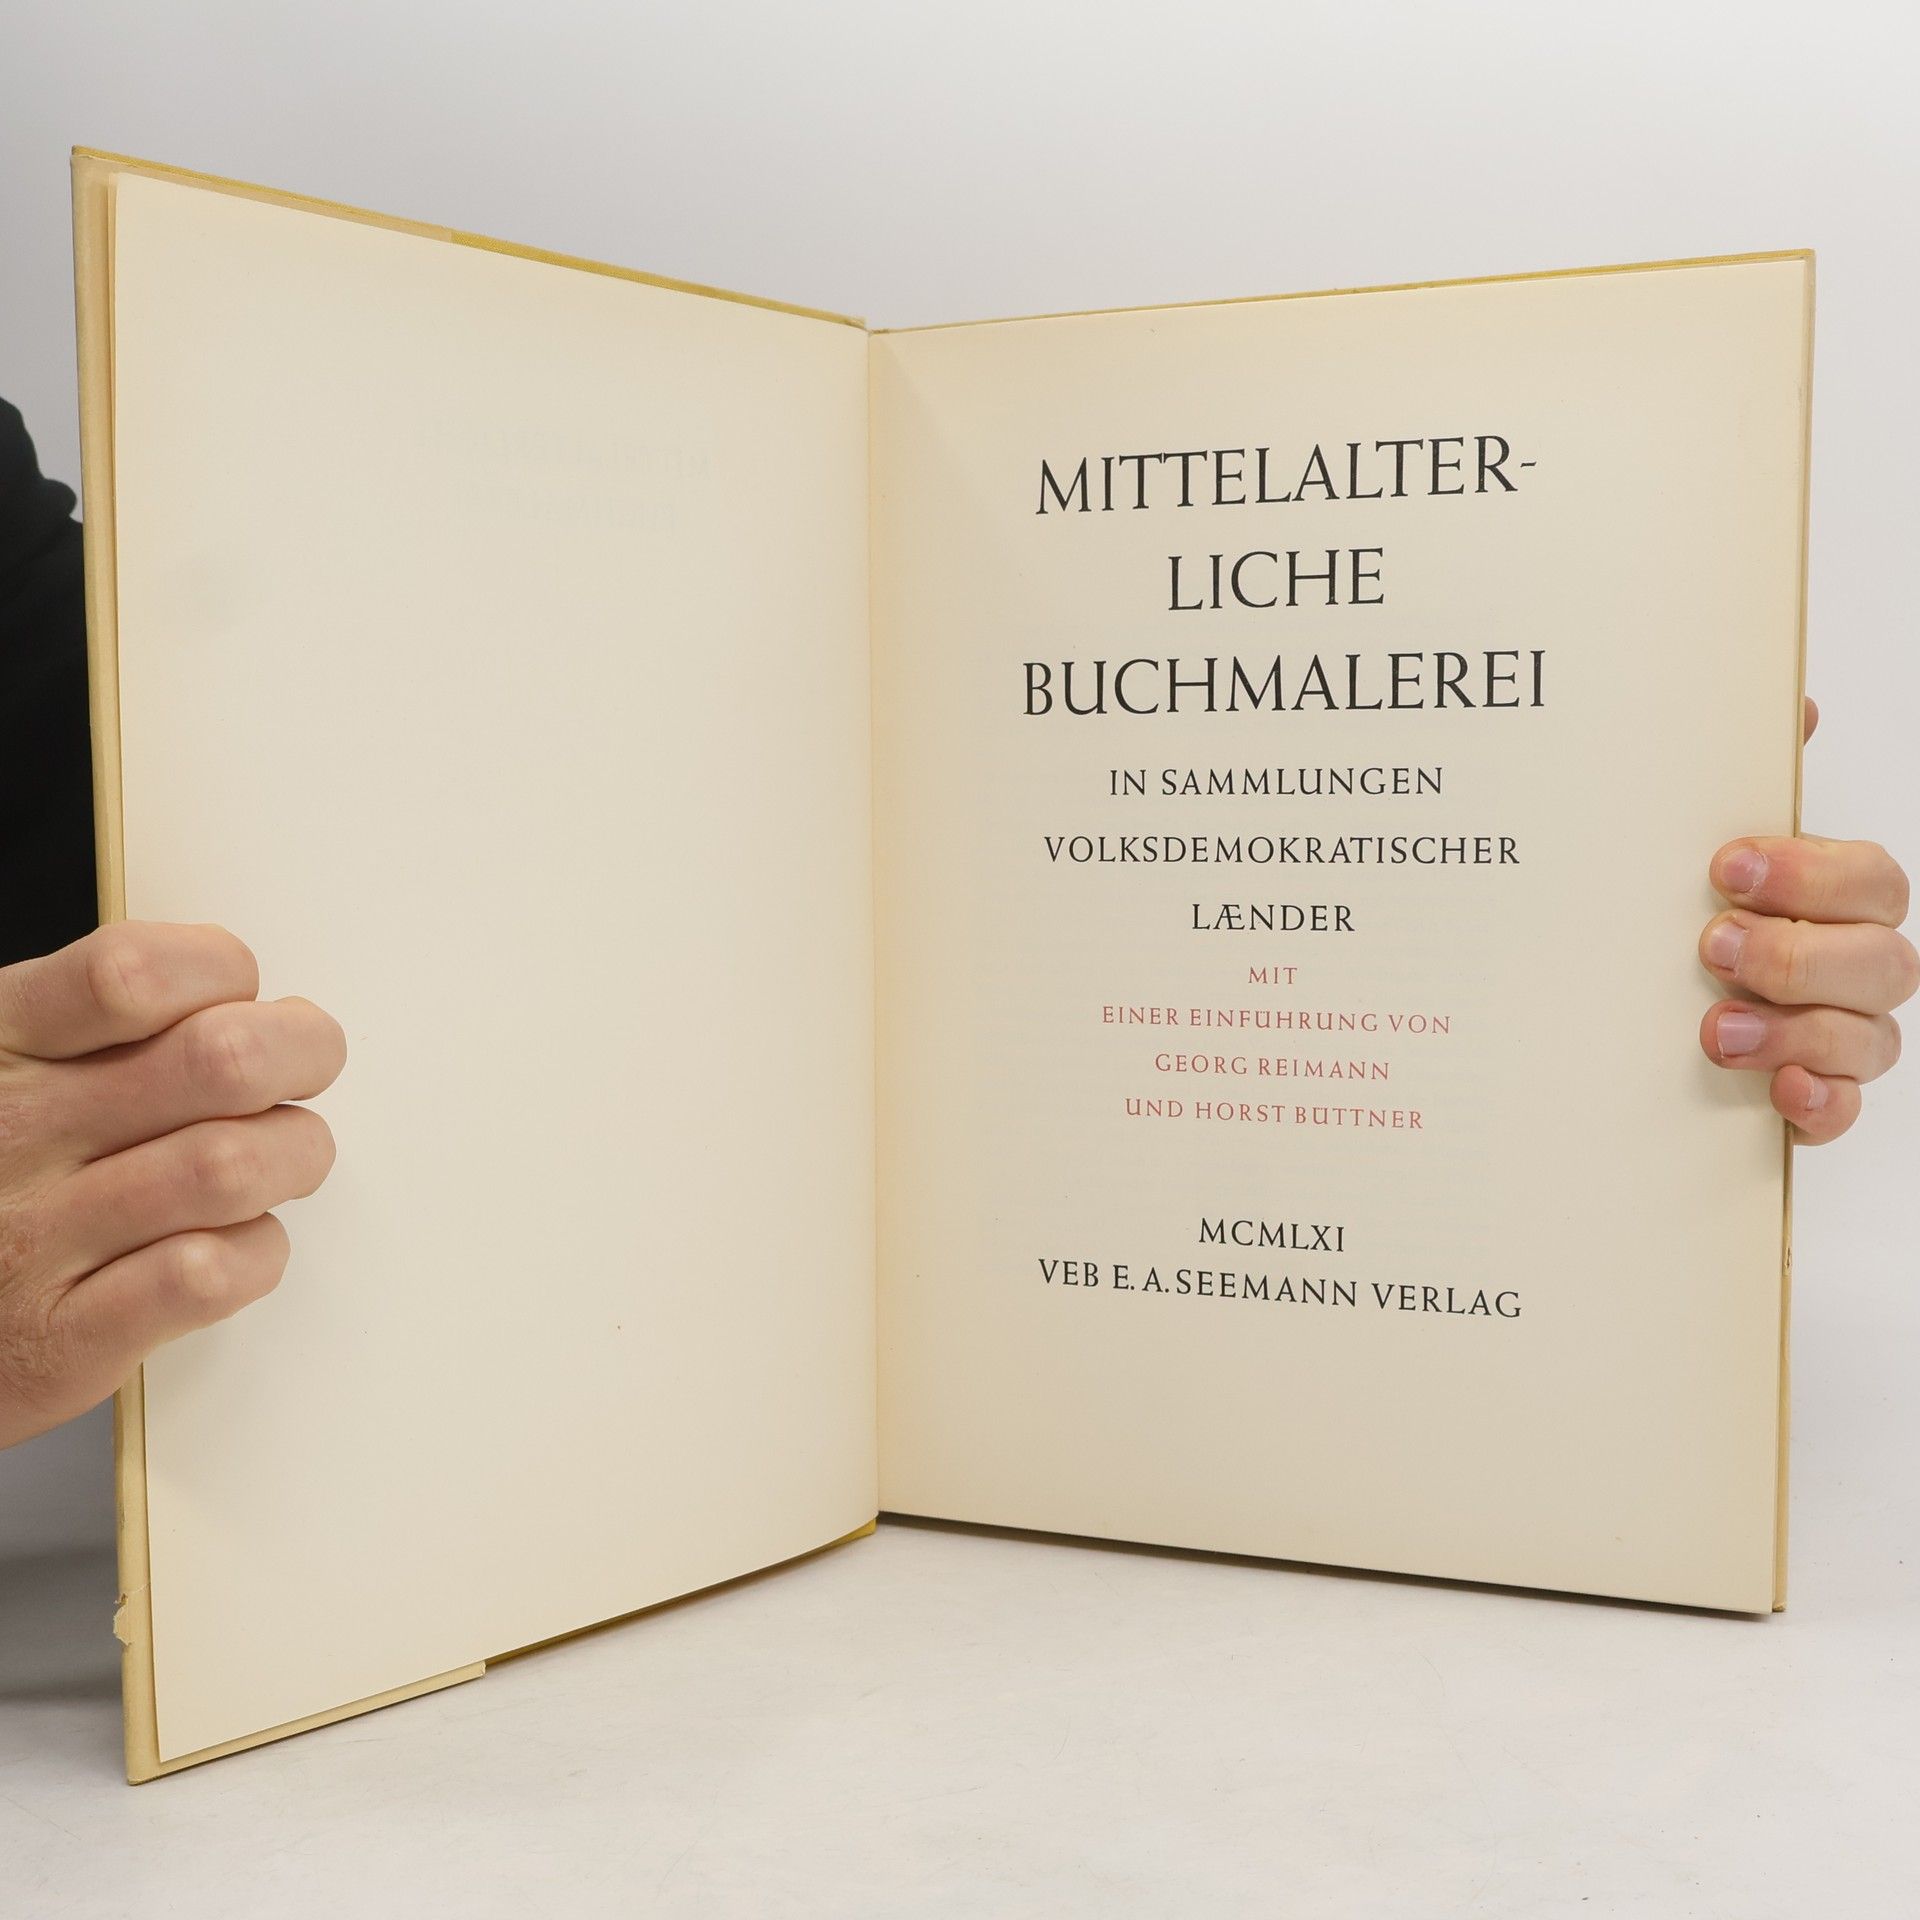 MITTELALTER-
LICHE
BUCHMALEREI
IN SAMMLUNGEN
VOLKSDEMOKRATISCHER
LÆNDER
MIT
EINER EINFÜHRUNG VON
GEORG REIMANN
UND HORST BÜTTNER
MCMLXI
VEB E. A. SEEMANN VERLAG